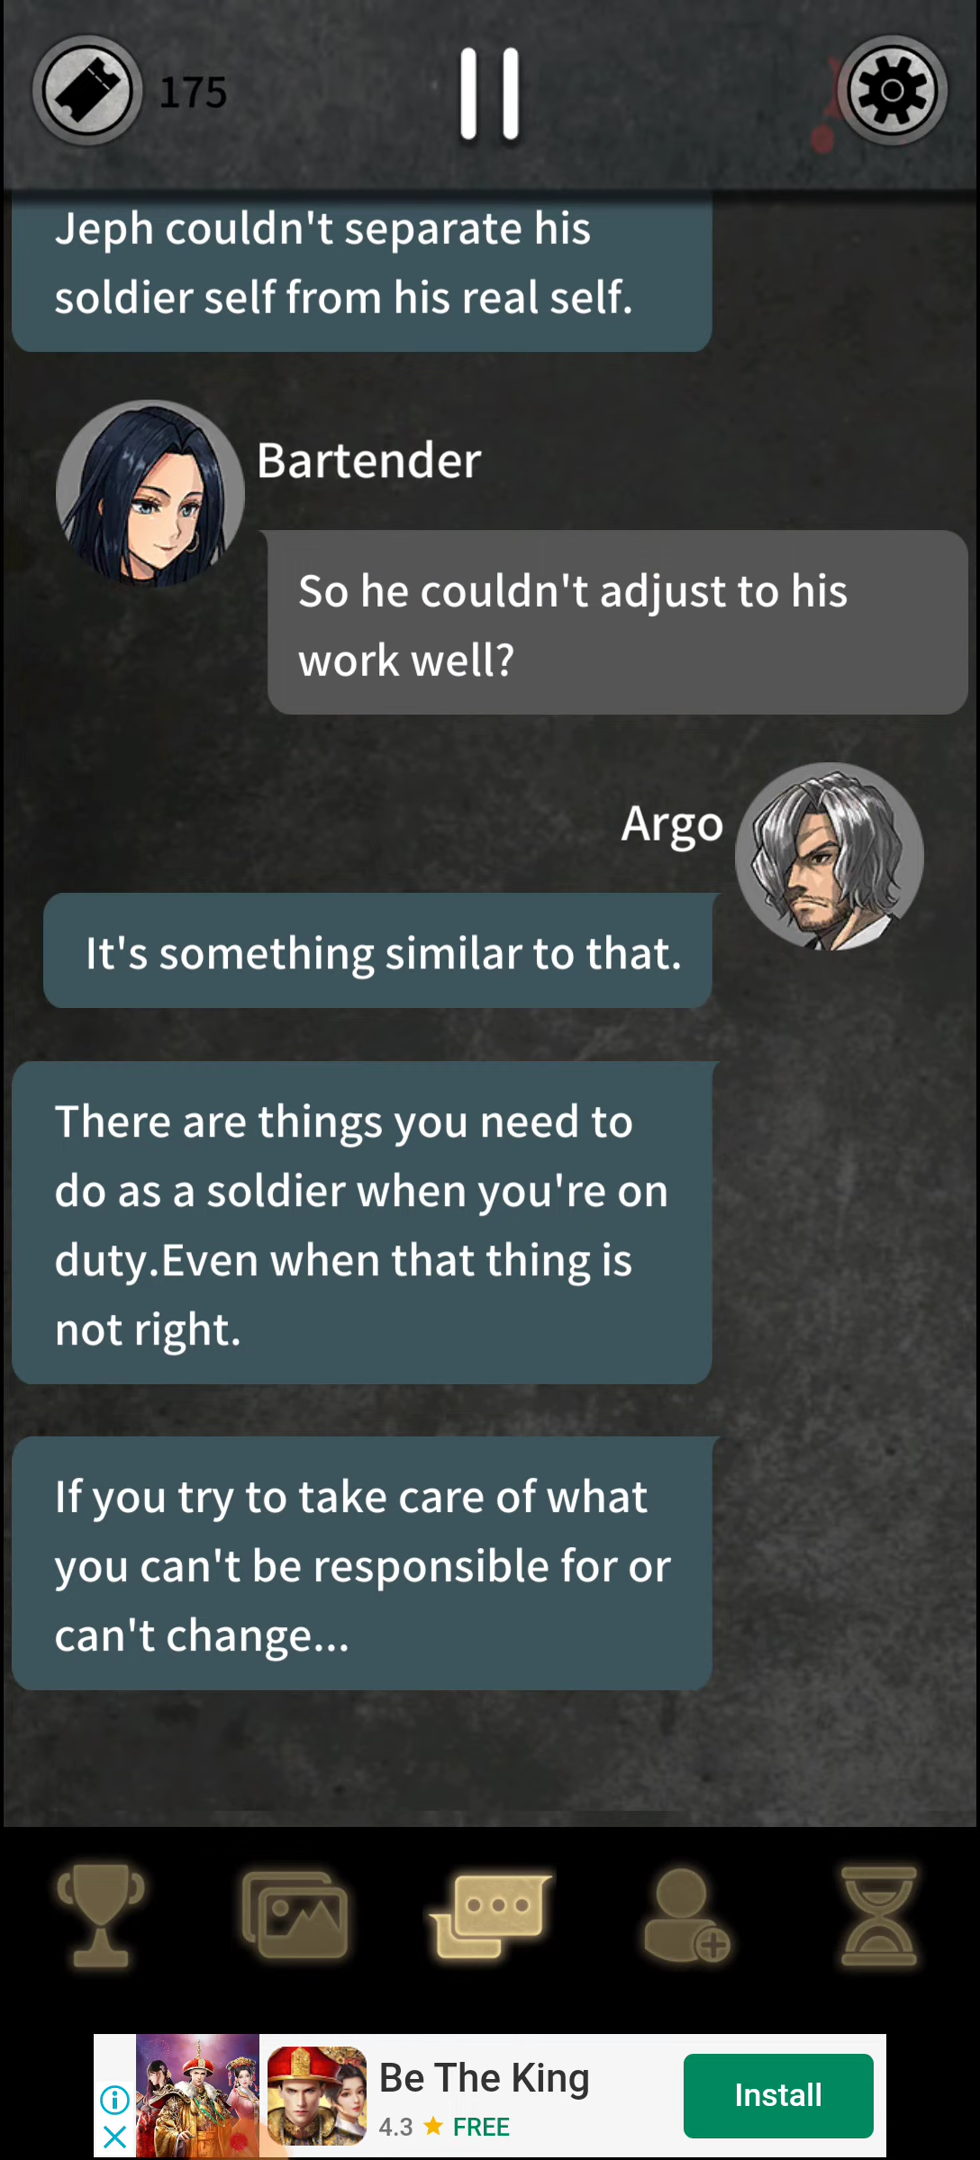 175
Jeph couldn't separate his
soldier self from his real self.
Bartender
So he couldn't adjust to his
work well?
Argo
It's something similar to that.
There are things you need to
do as a soldier when you're on
duty.Even when that thing is
not right.
If you try to take care of what
you can't be responsible for or
can't change...
Be The King
4.3 ★ FREE
Install